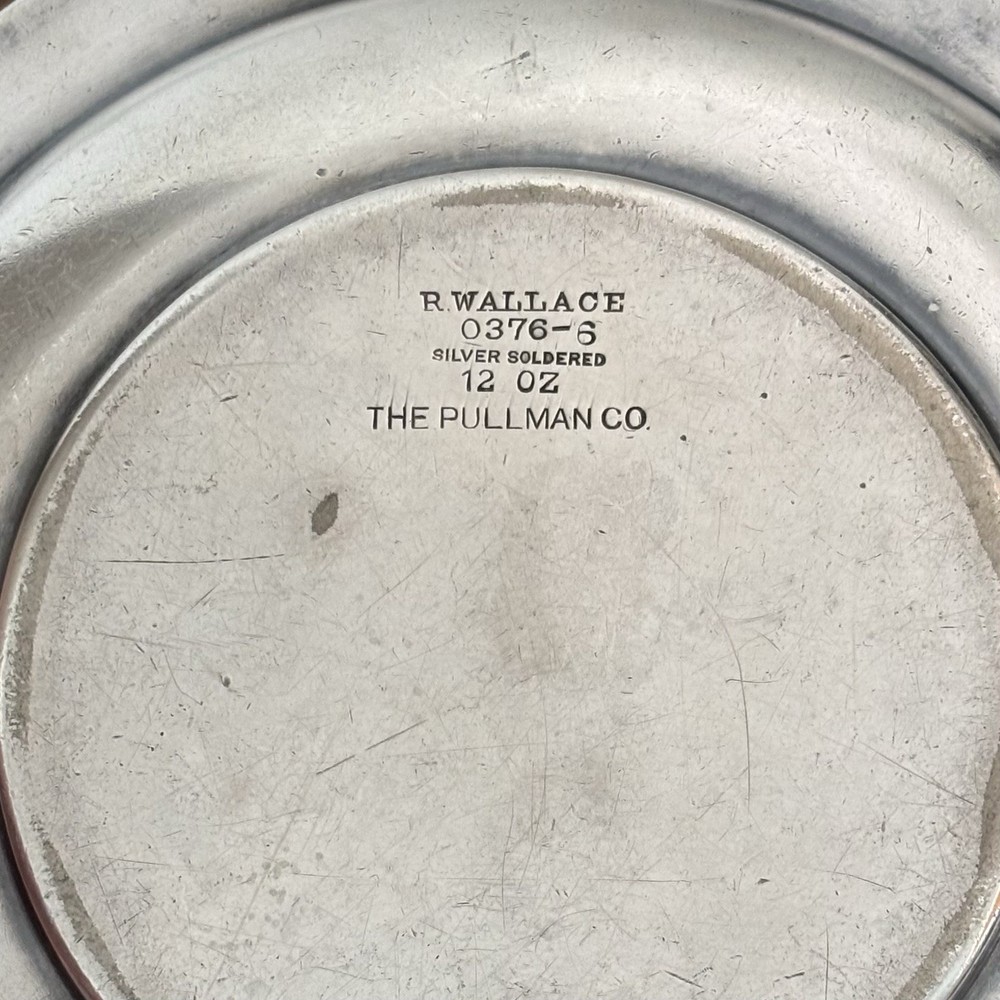 R.WALLACE
0376-6
SILVER SOLDERED
12 OZ
THE PULLMAN CO.